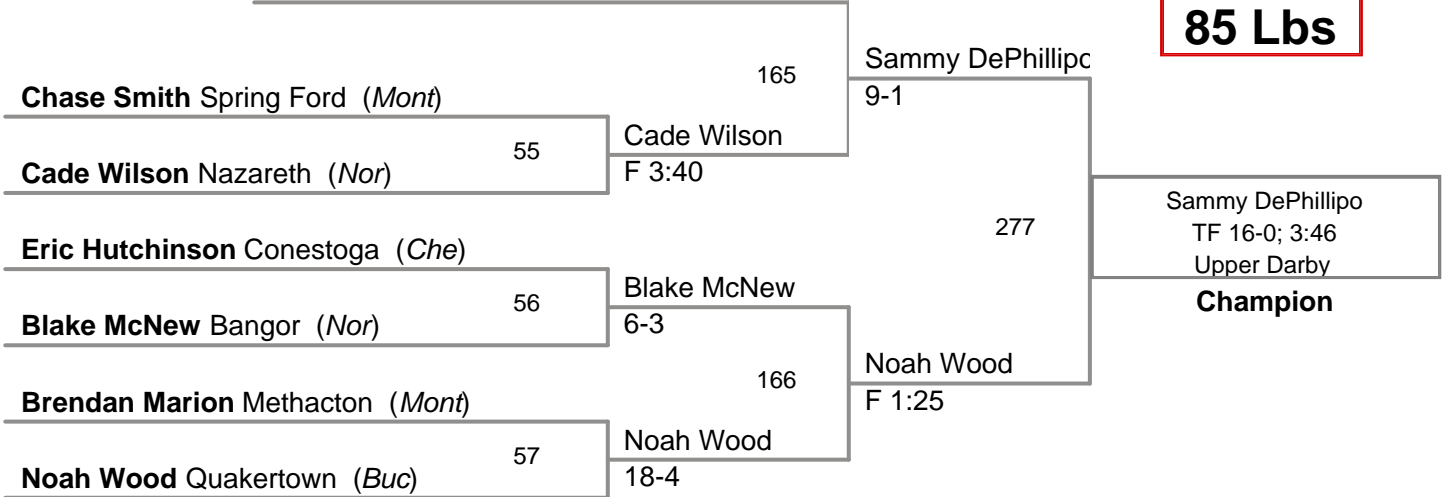 85 Lbs
Sammy DePhillipo
165
9-1
Chase Smith Spring Ford (Mont)
Cade Wilson
55
F 3:40
Cade Wilson Nazareth (Nor)
Sammy DePhillipo
TF 16-0; 3:46
Upper Darby
Champion
277
Eric Hutchinson Conestoga (Che)
Blake McNew
56
6-3
Blake McNew Bangor (Nor)
Noah Wood
166
F 1:25
Brendan Marion Methacton (Mont)
Noah Wood
57
18-4
Noah Wood Quakertown (Buc)